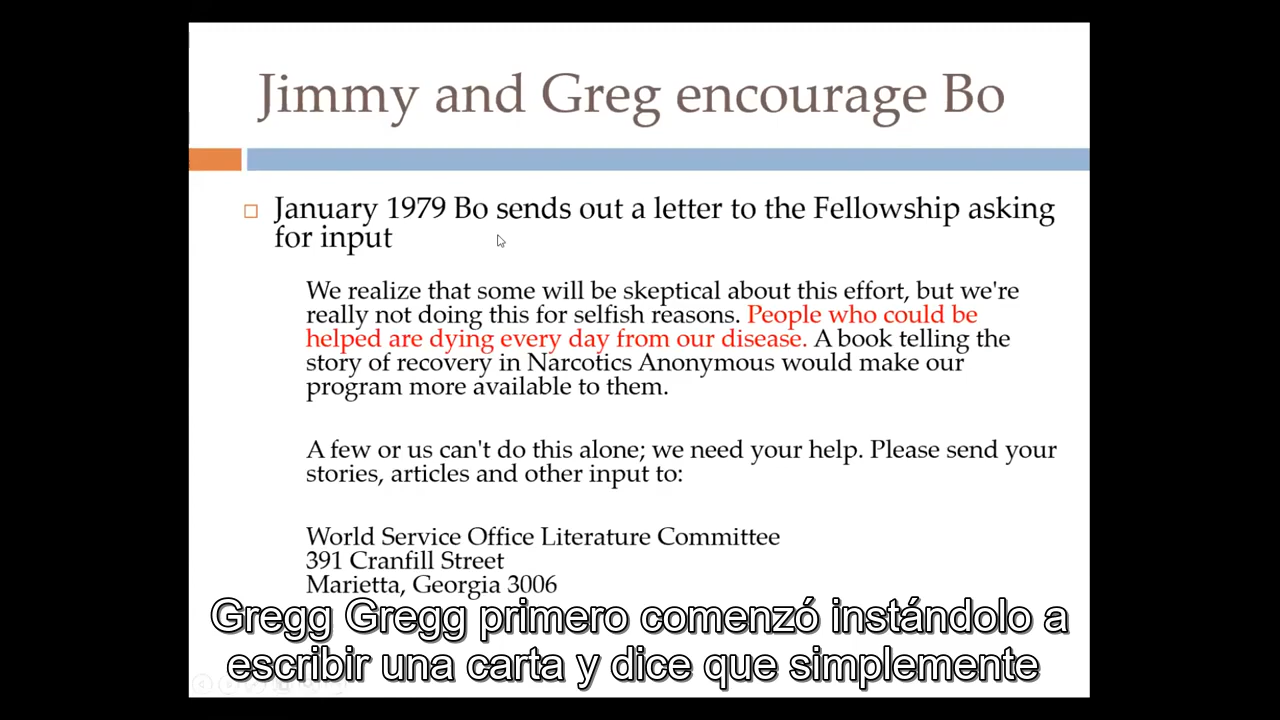 Jimmy and Greg encourage Bo
January 1979 Bo sends out a letter to the Fellowship asking
for input
We realize that some will be skeptical about this effort, but we're
really not doing this for selfish reasons. People who could be
helped are dying every day from our disease. A book telling the
story of recovery in Narcotics Anonymous would make our
program more available to them.
A few or us can't do this alone; we need your help. Please send your
stories, articles and other input to:
World Service Office Literature Committee
391 Cranfill Street
Marietta, Georgia 3006
Gregg Gregg primero comenzó instándolo a
escribir una carta y dice que simplemente